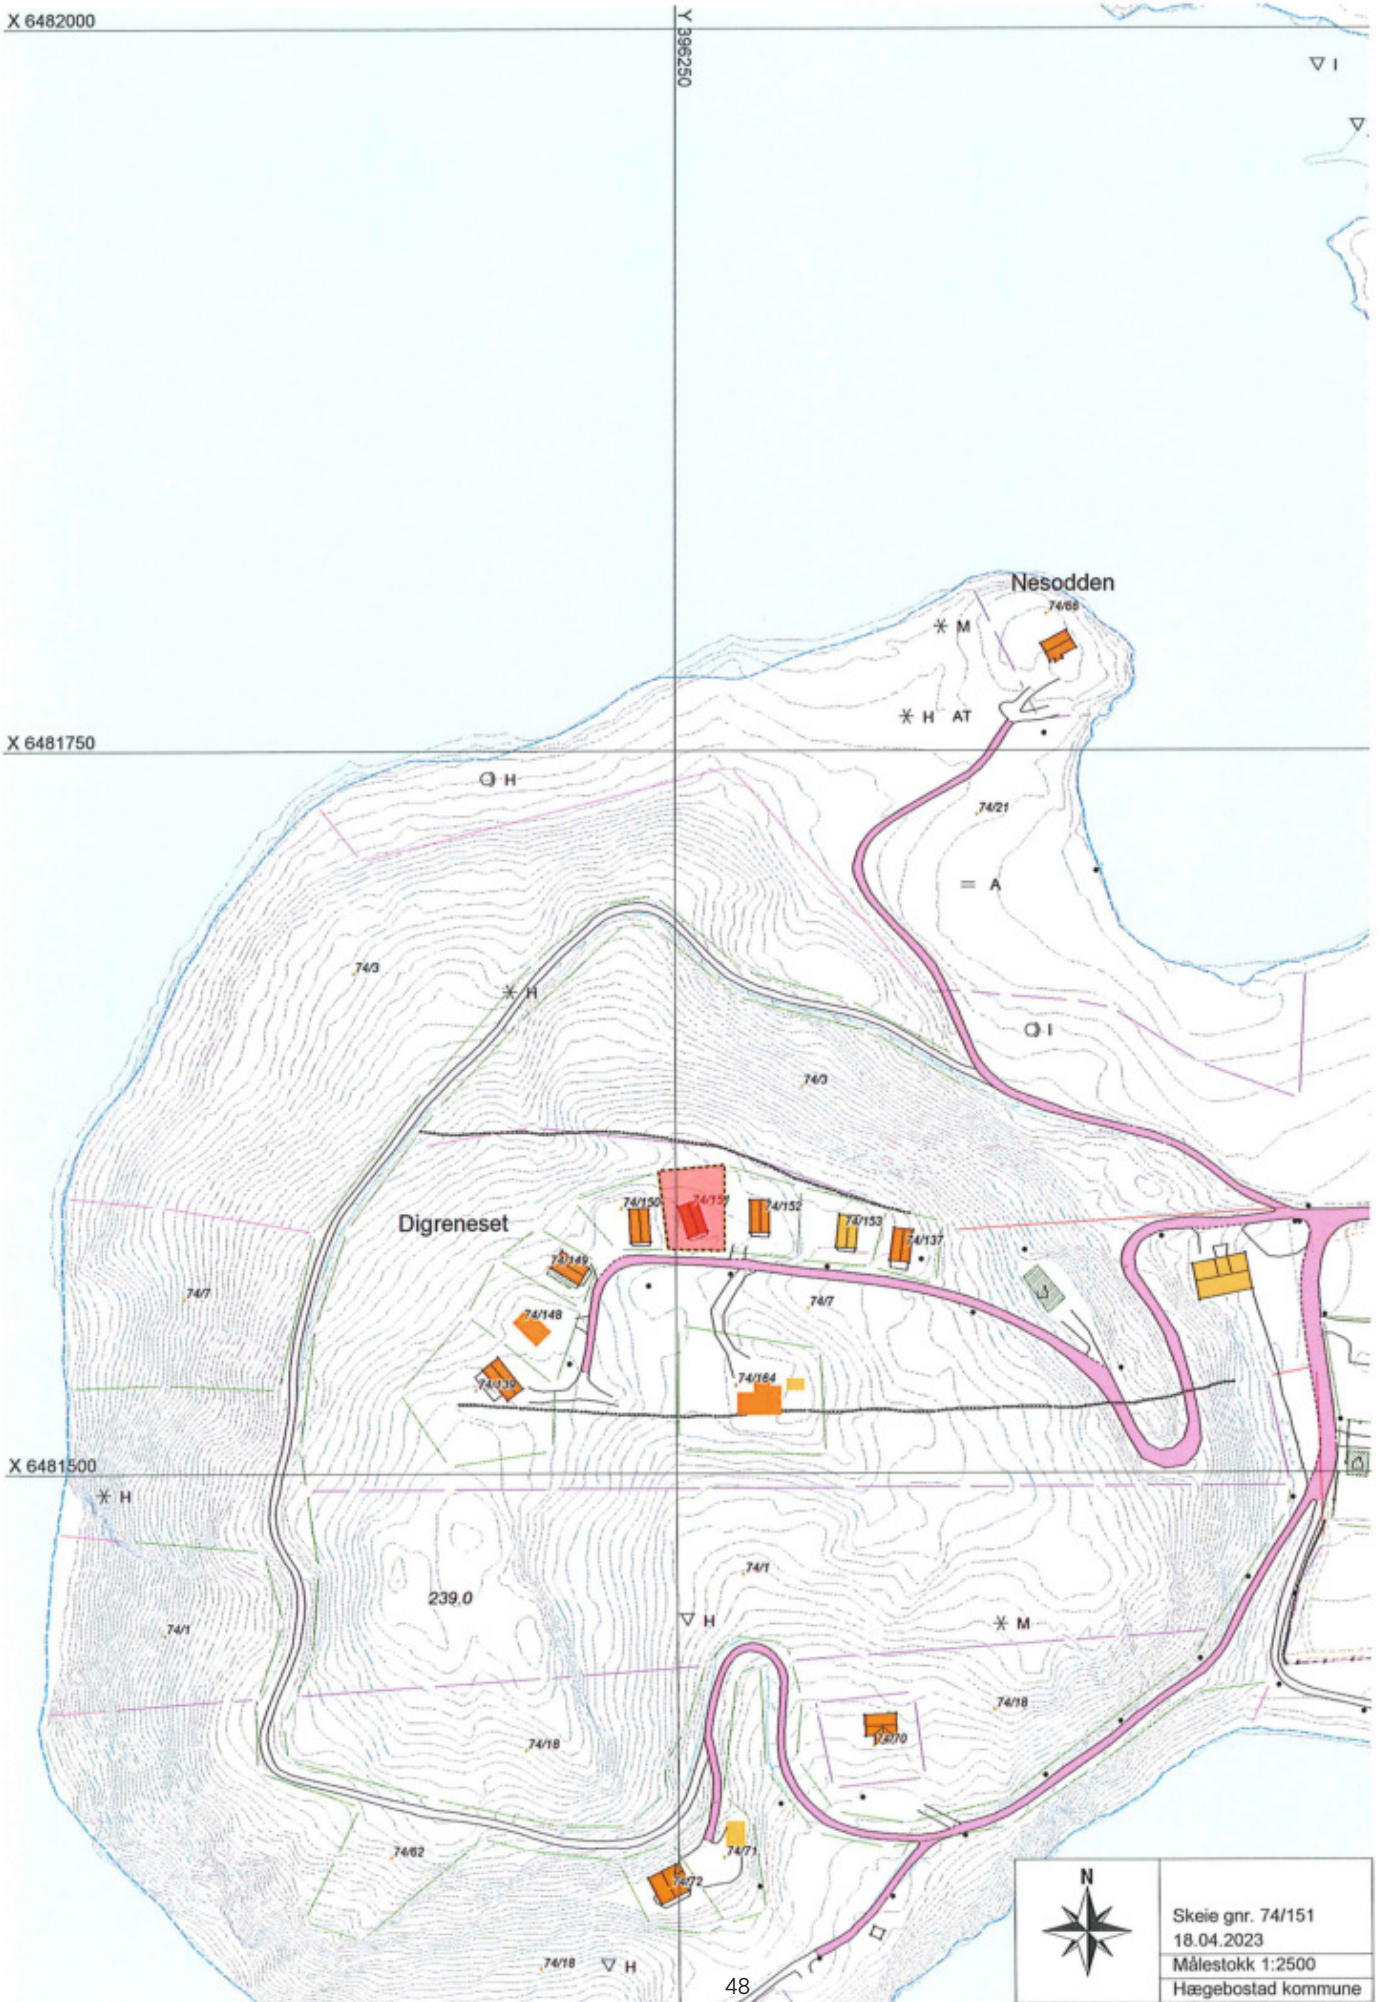 X 6482000
Y 396250
I
Nesodden
74/66
M
H AT
X 6481750
H
74/21
A
74/3
H
I
74/3
74/150
74/151
74/152
74/153
74/137
Digreneset
74/149
74/7
74/148
74/7
74/139
74/164
X 6481500
H
74/1
239.0
H
M
74/1
74/18
74/70
74/18
74/62
74/71
74/72
74/18
H
N
Skeie gnr. 74/151
18.04.2023
Målestokk 1:2500
Hægebostad kommune
48